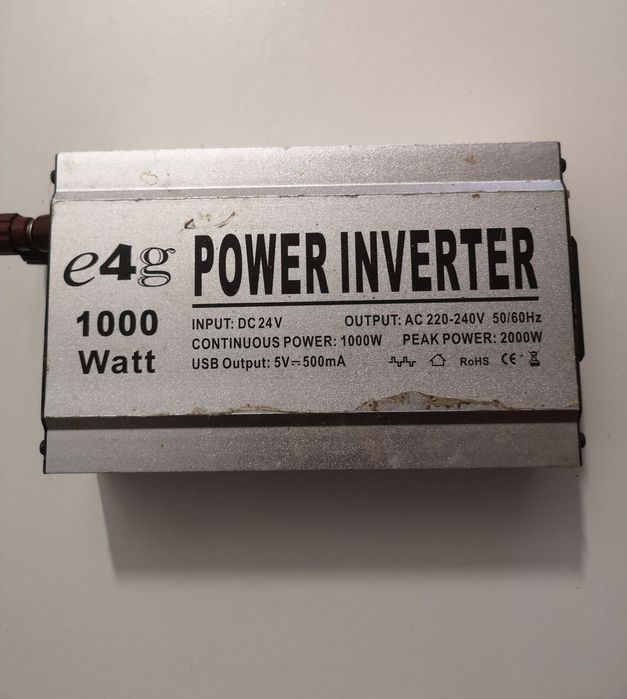 e4g POWER INVERTER
1000 Watt
INPUT: DC 24V OUTPUT: AC 220-240V 50/60Hz
CONTINUOUS POWER: 1000W PEAK POWER: 2000W
USB Output: 5V⎓500mA RoHS CE